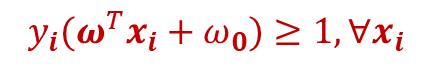 yᵢ(ωᵀxᵢ + ω₀) ≥ 1, ∀xᵢ